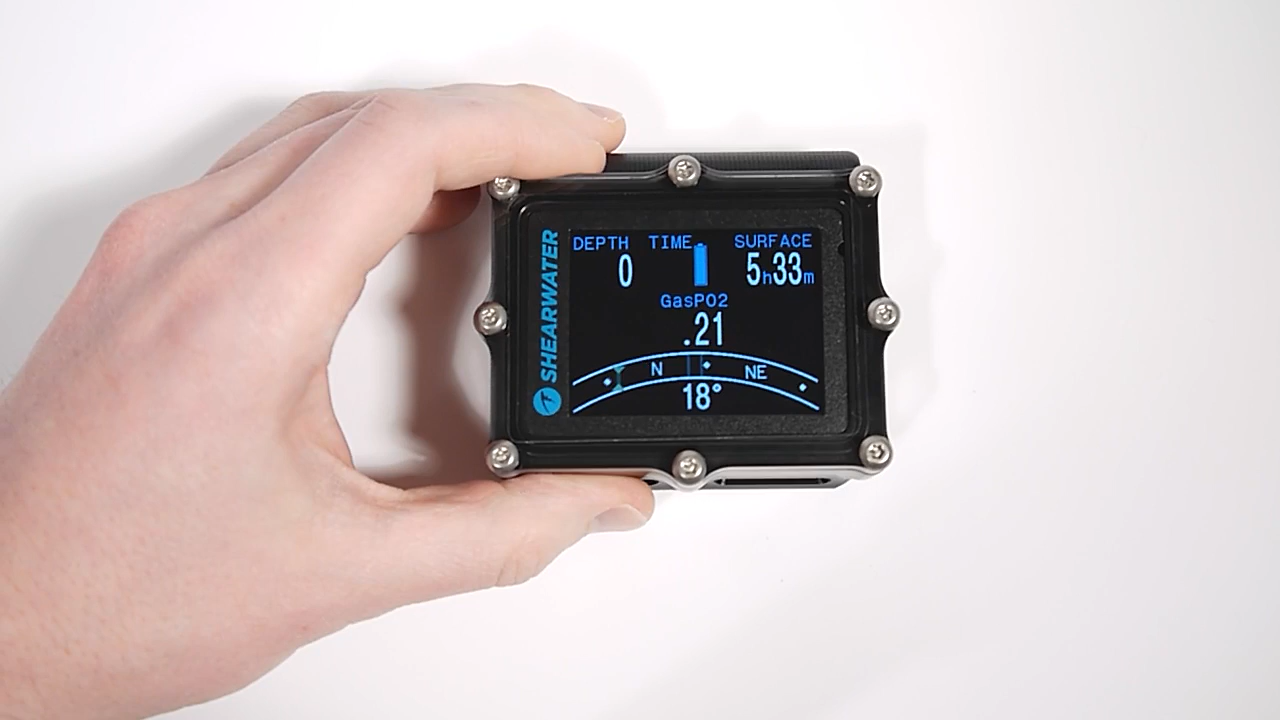 SHEARWATER
DEPTH TIME SURFACE
0 5h33m
GasPO2
.21
N NE
18°